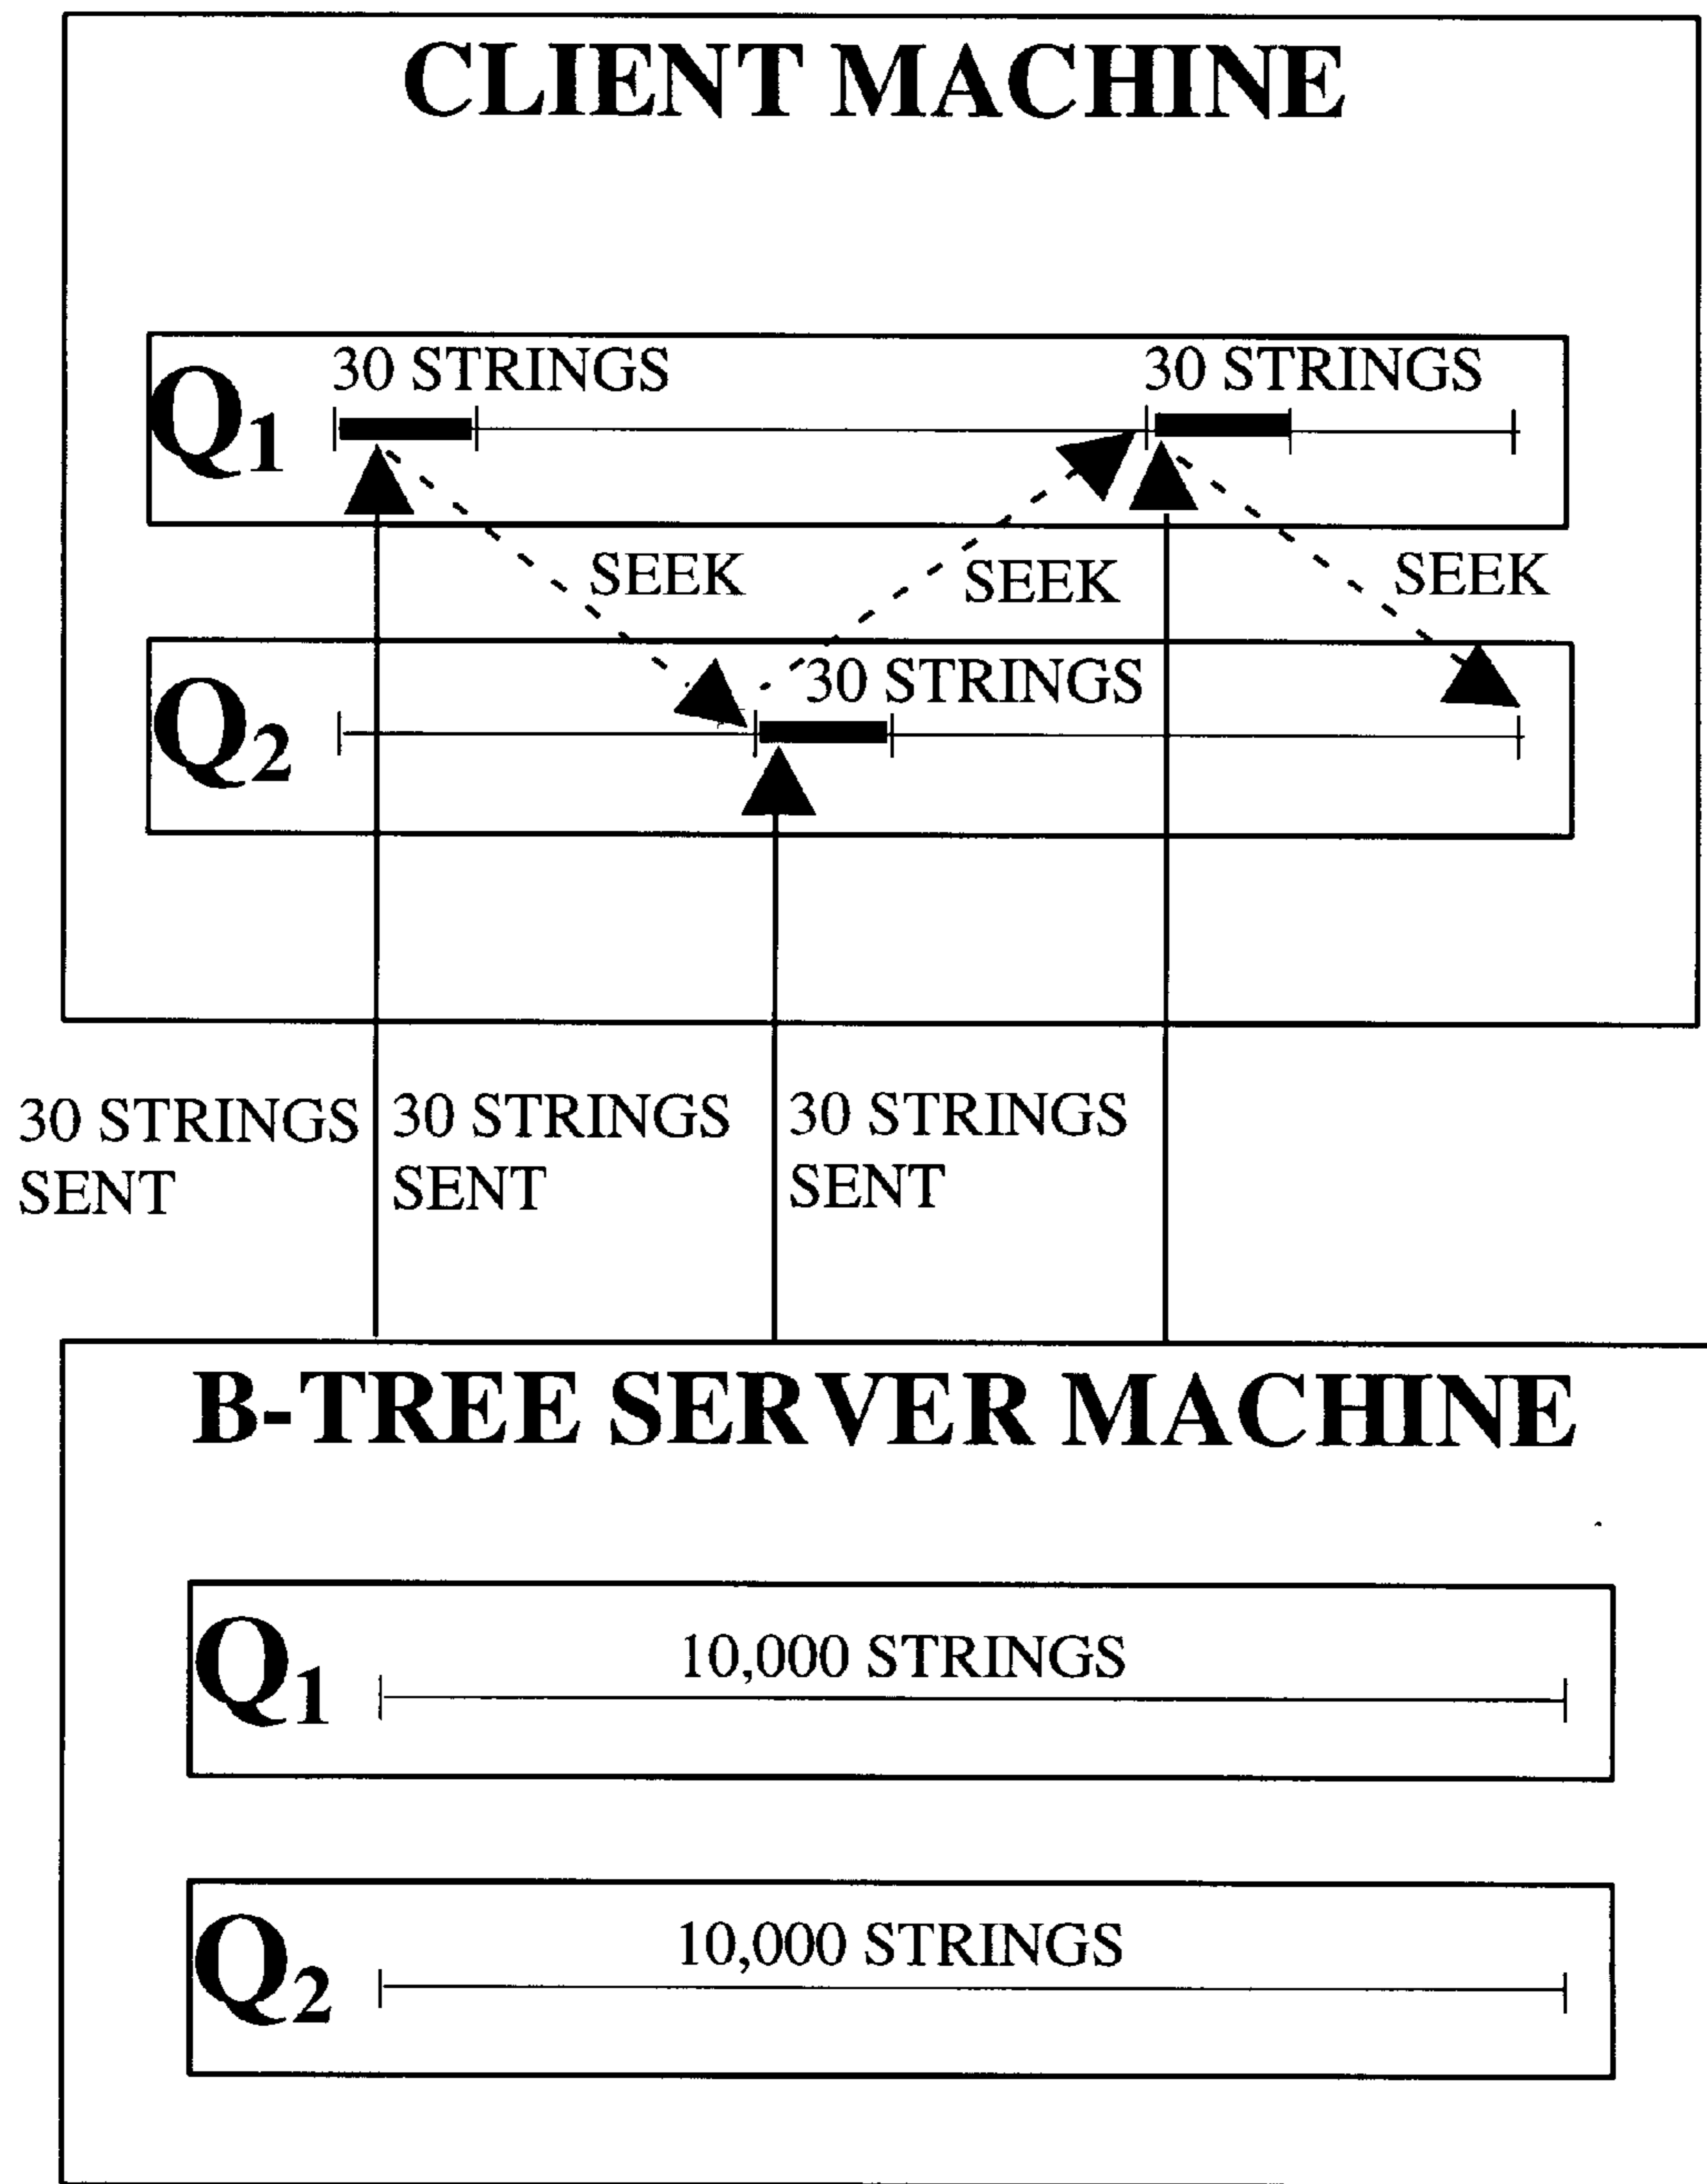 CLIENT MACHINE
30 STRINGS 30 STRINGS
Q1
SEEK SEEK SEEK
30 STRINGS
Q2
30 STRINGS 30 STRINGS 30 STRINGS
SENT SENT SENT
B-TREE SERVER MACHINE
10,000 STRINGS
Q1
10,000 STRINGS
Q2